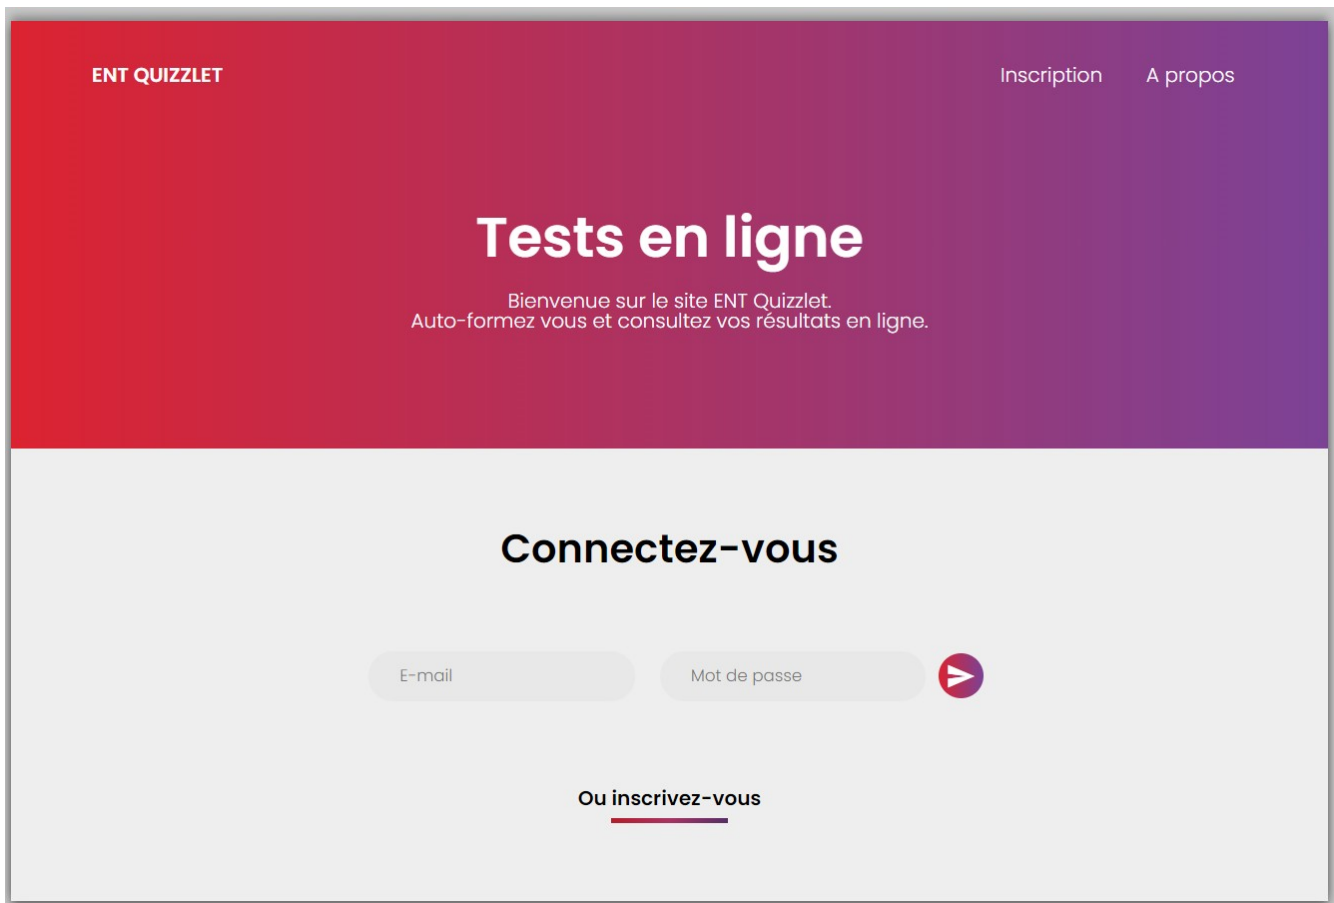 ENT QUIZZLET
Inscription
A propos
Tests en ligne
Bienvenue sur le site ENT Quizzlet.
Auto-formez vous et consultez vos résultats en ligne.
Connectez-vous
E-mail
Mot de passe
Ou inscrivez-vous